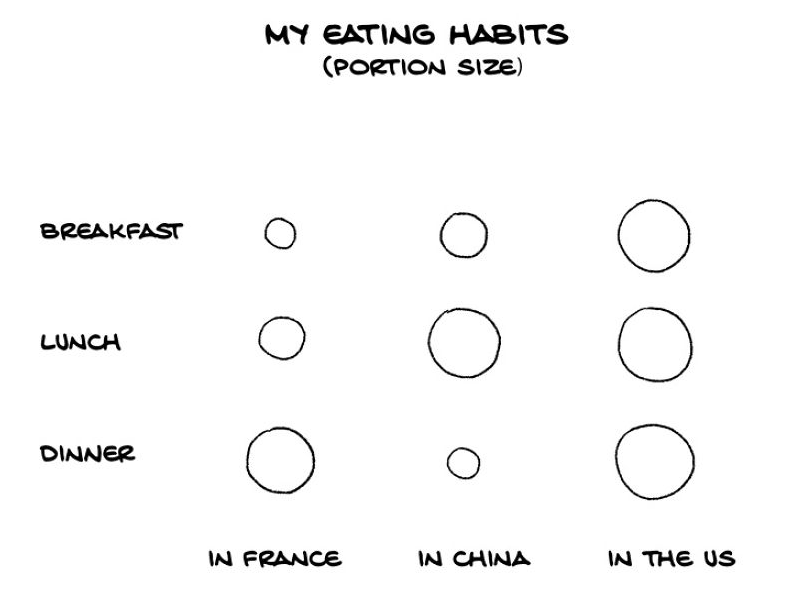 MY EATING HABITS
(PORTION SIZE)
BREAKFAST
LUNCH
DINNER
IN FRANCE IN CHINA IN THE US